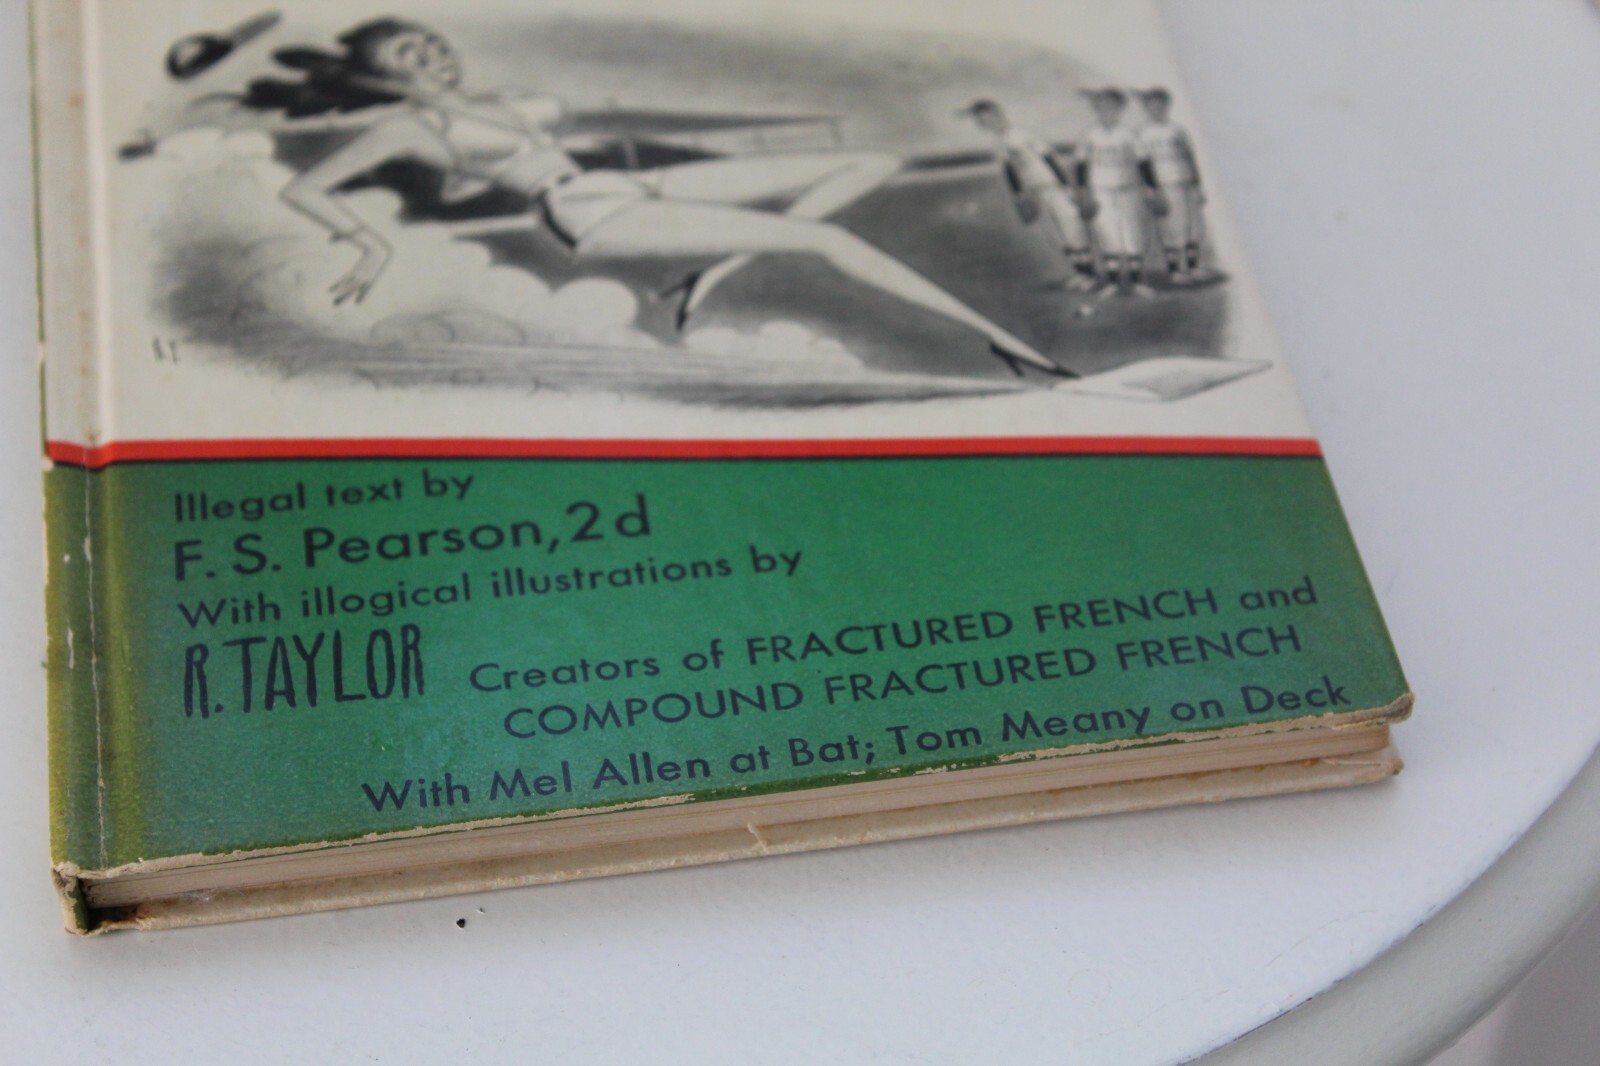 R.T
Illegal text by
F. S. Pearson, 2d
With illogical illustrations by
R. TAYLOR
Creators of FRACTURED FRENCH and
COMPOUND FRACTURED FRENCH
With Mel Allen at Bat; Tom Meany on Deck